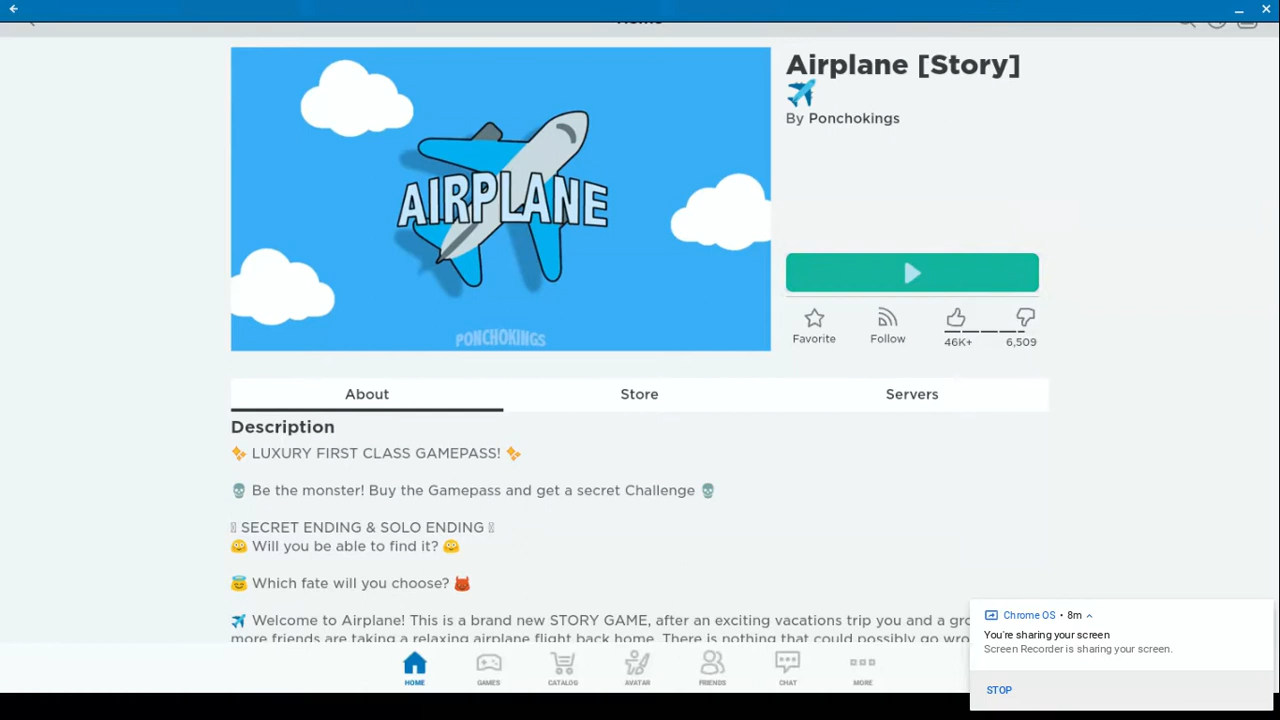 Home
AIRPLANE
PONCHOKINGS
Airplane [Story]
✈️
By Ponchokings
Favorite
Follow
46K+
6,509
About
Store
Servers
Description
✨ LUXURY FIRST CLASS GAMEPASS! ✨
💀 Be the monster! Buy the Gamepass and get a secret Challenge 💀
SECRET ENDING & SOLO ENDING
Will you be able to find it?
😇 Which fate will you choose? 👹
✈️ Welcome to Airplane! This is a brand new STORY GAME, after an exciting vacations trip you and a
more friends are taking a relaxing airplane flight back home. There is nothing that could possibly go
HOME
GAMES
CATALOG
AVATAR
FRIENDS
CHAT
MORE
Chrome OS • 8m
You're sharing your screen
Screen Recorder is sharing your screen.
STOP